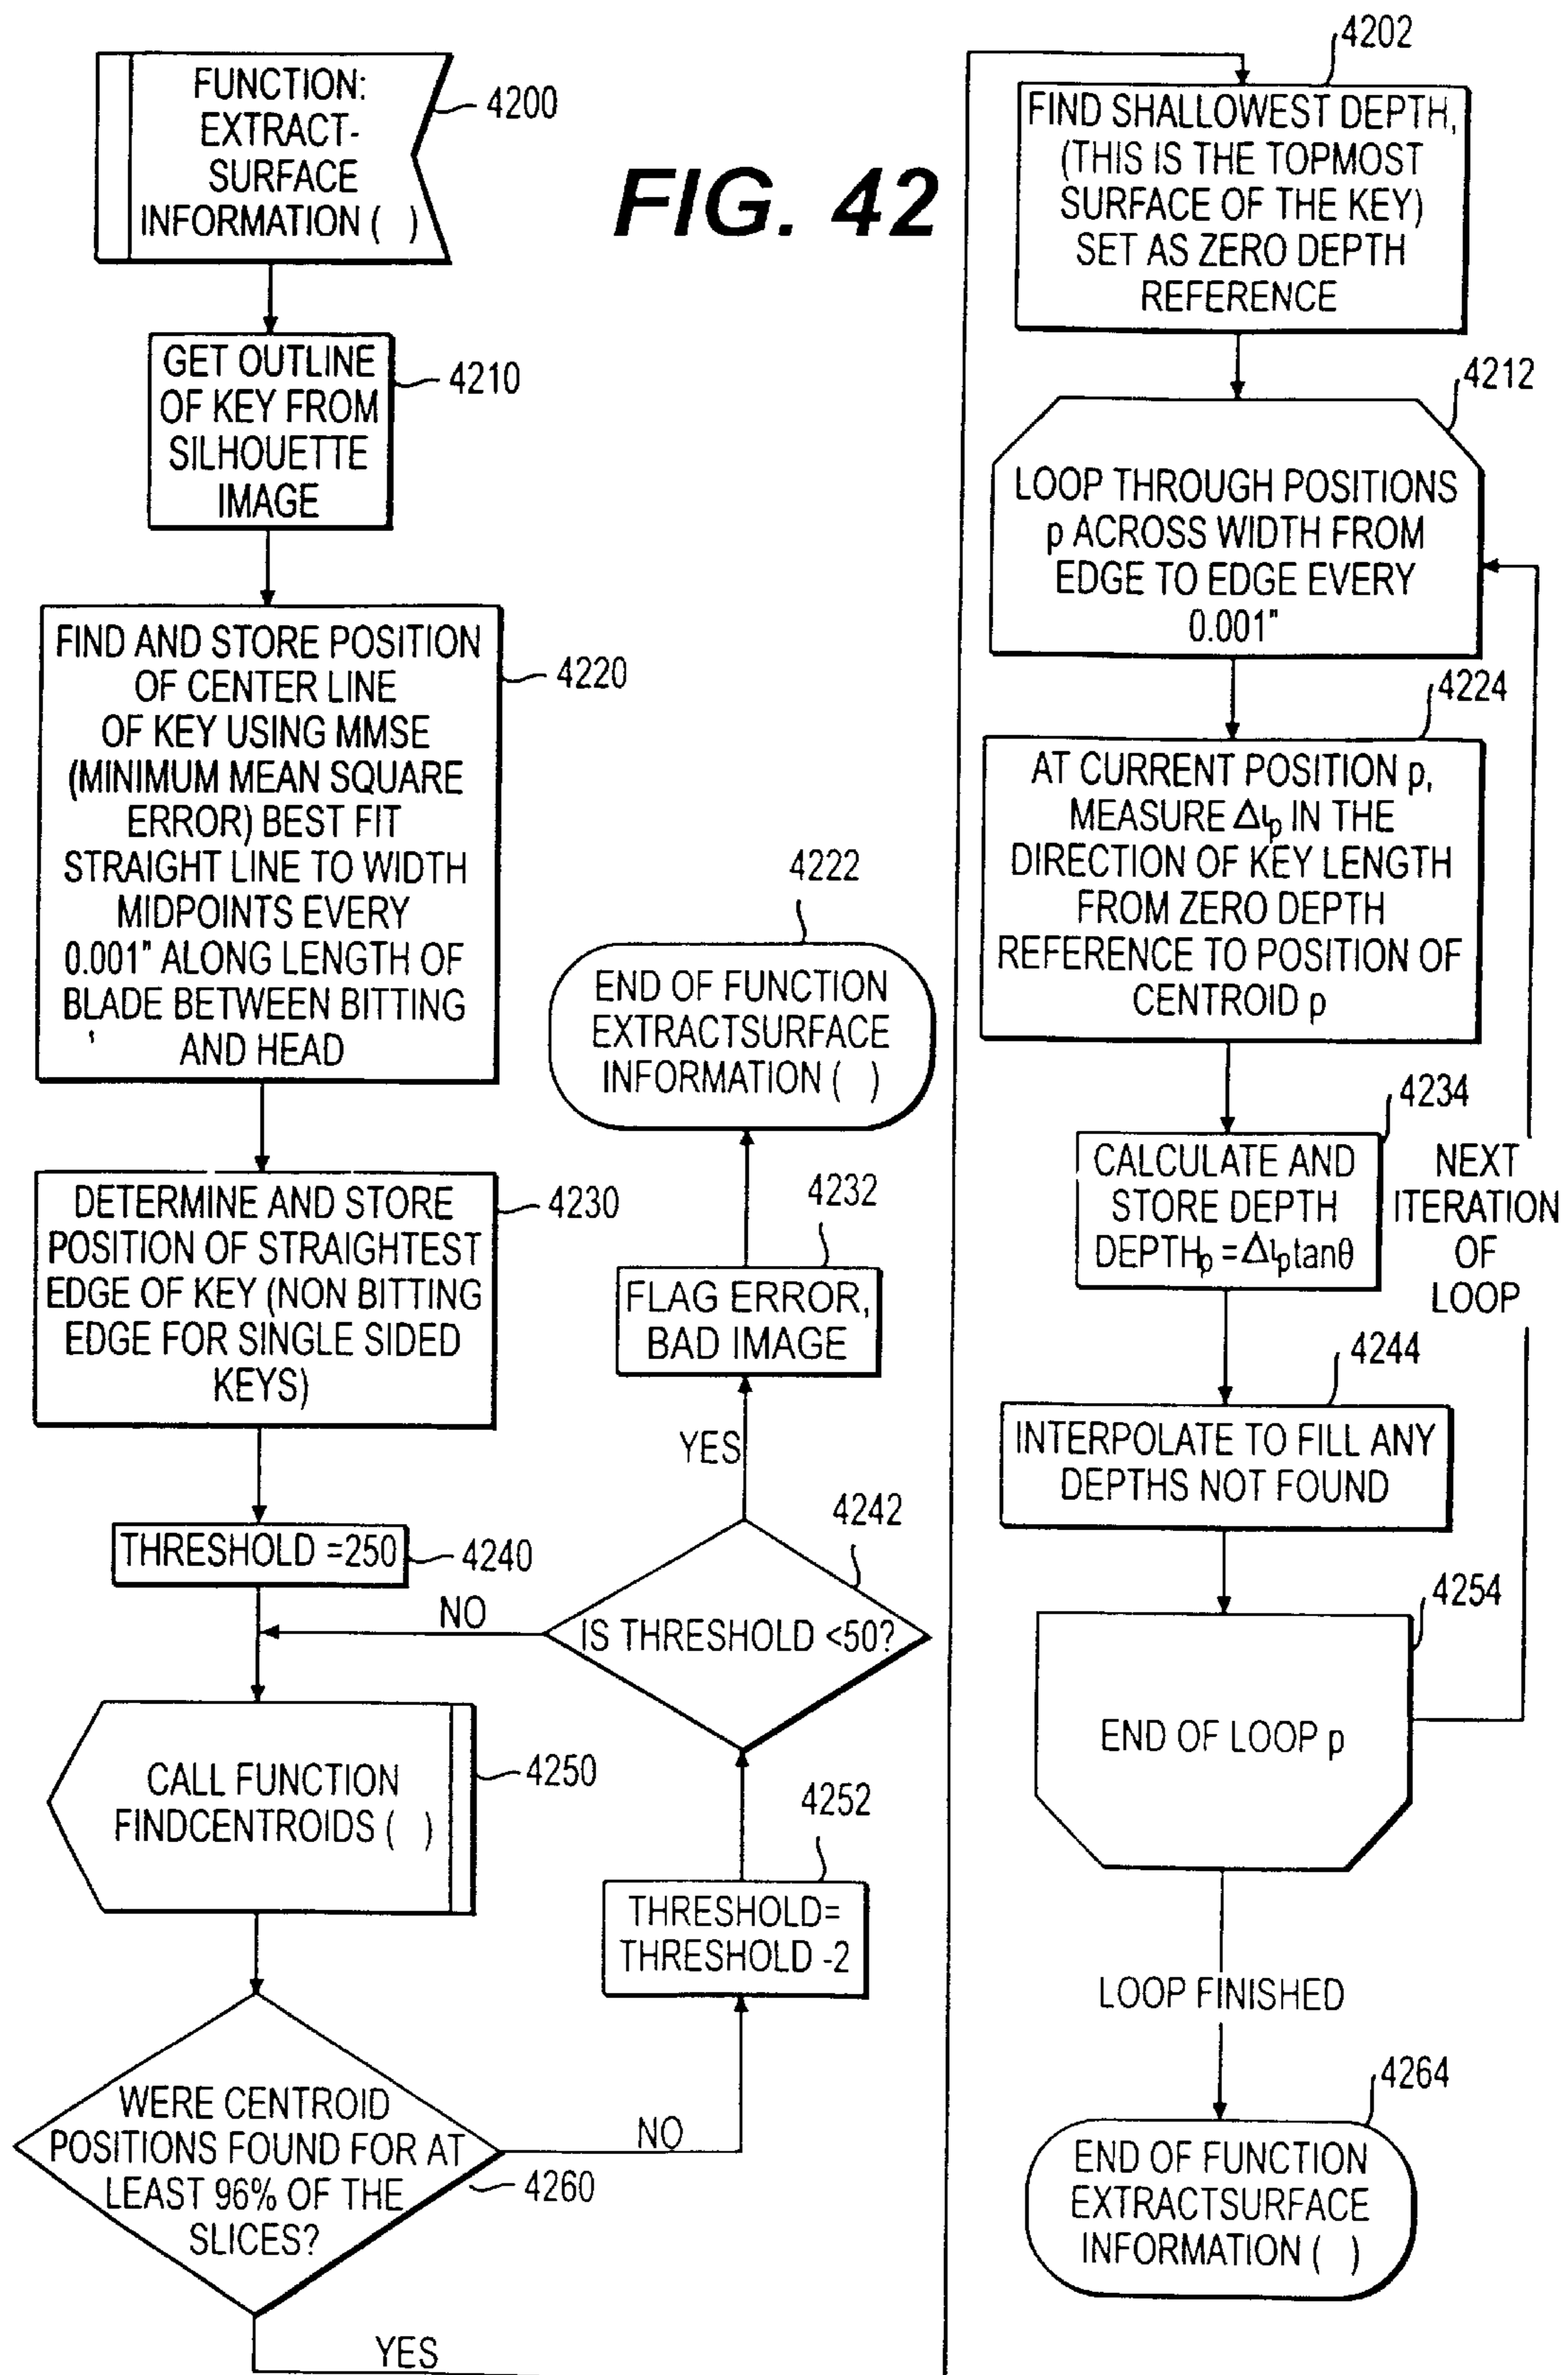 FUNCTION:
EXTRACT-
SURFACE
INFORMATION ( )
4200
FIG. 42
GET OUTLINE
OF KEY FROM
SILHOUETTE
IMAGE
4210
FIND AND STORE POSITION
OF CENTER LINE
OF KEY USING MMSE
(MINIMUM MEAN SQUARE
ERROR) BEST FIT
STRAIGHT LINE TO WIDTH
MIDPOINTS EVERY
0.001" ALONG LENGTH OF
BLADE BETWEEN BITTING
AND HEAD
4220
DETERMINE AND STORE
POSITION OF STRAIGHTEST
EDGE OF KEY (NON BITTING
EDGE FOR SINGLE SIDED
KEYS)
4230
THRESHOLD =250
4240
CALL FUNCTION
FINDCENTROIDS ( )
4250
WERE CENTROID
POSITIONS FOUND FOR AT
LEAST 96% OF THE
SLICES?
4260
NO
YES
4252
THRESHOLD=
THRESHOLD -2
4242
IS THRESHOLD <50?
NO
YES
4232
FLAG ERROR,
BAD IMAGE
4222
END OF FUNCTION
EXTRACTSURFACE
INFORMATION ( )
4202
FIND SHALLOWEST DEPTH,
(THIS IS THE TOPMOST
SURFACE OF THE KEY)
SET AS ZERO DEPTH
REFERENCE
4212
LOOP THROUGH POSITIONS
p ACROSS WIDTH FROM
EDGE TO EDGE EVERY
0.001"
4224
AT CURRENT POSITION p,
MEASURE Δlp IN THE
DIRECTION OF KEY LENGTH
FROM ZERO DEPTH
REFERENCE TO POSITION OF
CENTROID p
4234
CALCULATE AND
STORE DEPTH
DEPTHp =Δlptanθ
NEXT
ITERATION
OF
LOOP
4244
INTERPOLATE TO FILL ANY
DEPTHS NOT FOUND
4254
END OF LOOP p
LOOP FINISHED
4264
END OF FUNCTION
EXTRACTSURFACE
INFORMATION ( )